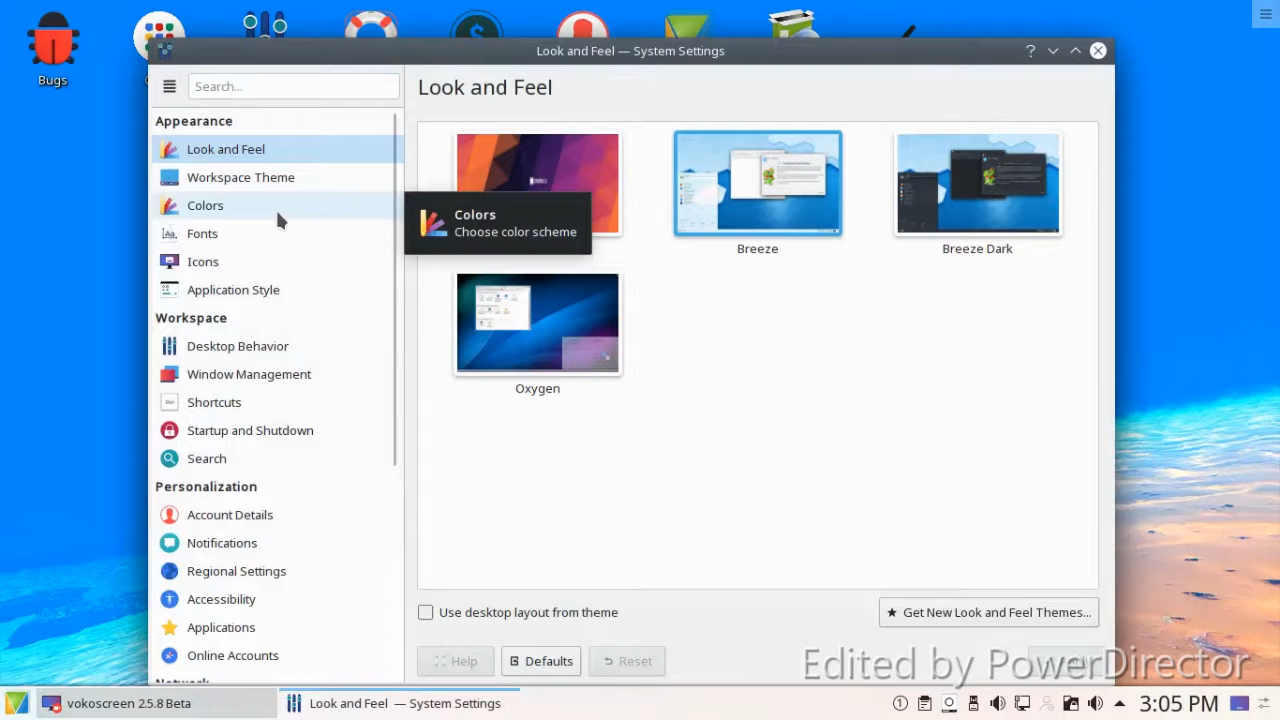 Bugs
Look and Feel — System Settings
Search...
Look and Feel
Appearance
Look and Feel
Workspace Theme
Colors
Fonts
Icons
Application Style
Workspace
Desktop Behavior
Window Management
Shortcuts
Startup and Shutdown
Search
Personalization
Account Details
Notifications
Regional Settings
Accessibility
Applications
Online Accounts
Colors
Choose color scheme
Breeze
Breeze Dark
Oxygen
Use desktop layout from theme
★ Get New Look and Feel Themes...
Help
Defaults
Reset
Edited by PowerDirector
vokoscreen 2.5.8 Beta
Look and Feel — System Settings
3:05 PM